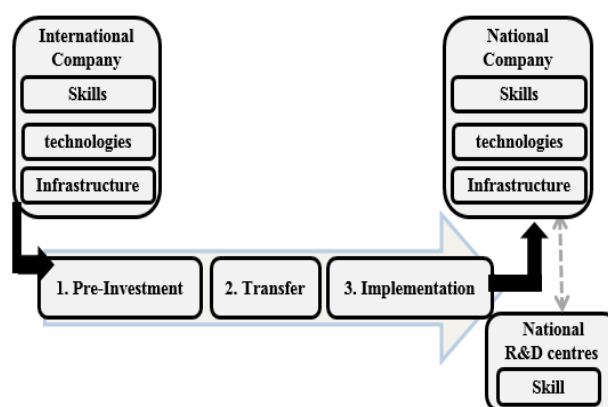 International
Company
Skills
technologies
Infrastructure
National
Company
Skills
technologies
Infrastructure
1. Pre-Investment
2. Transfer
3. Implementation
National
R&D centres
Skill